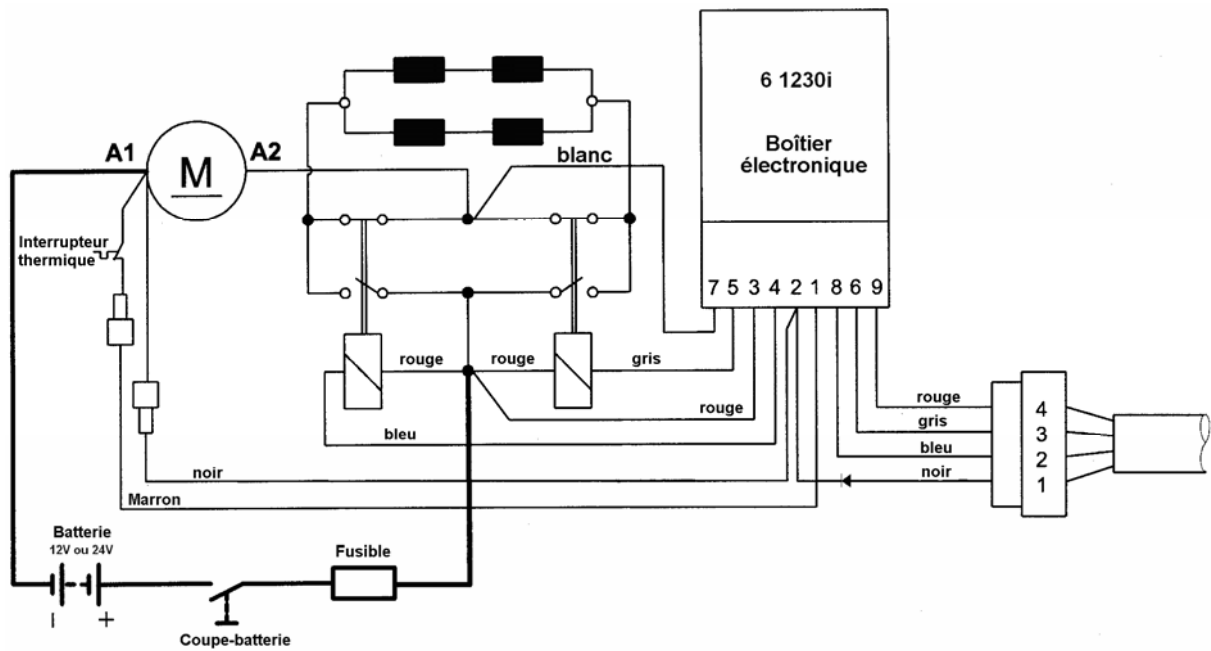 6 1230i
Boîtier
électronique
A1
M
A2
blanc
Interrupteur
thermique
7 5 3 4 2 1 8 6 9
rouge
rouge
gris
rouge
bleu
noir
Marron
rouge
gris
bleu
noir
4
3
2
1
Batterie
12V ou 24V
- +
Fusible
Coupe-batterie